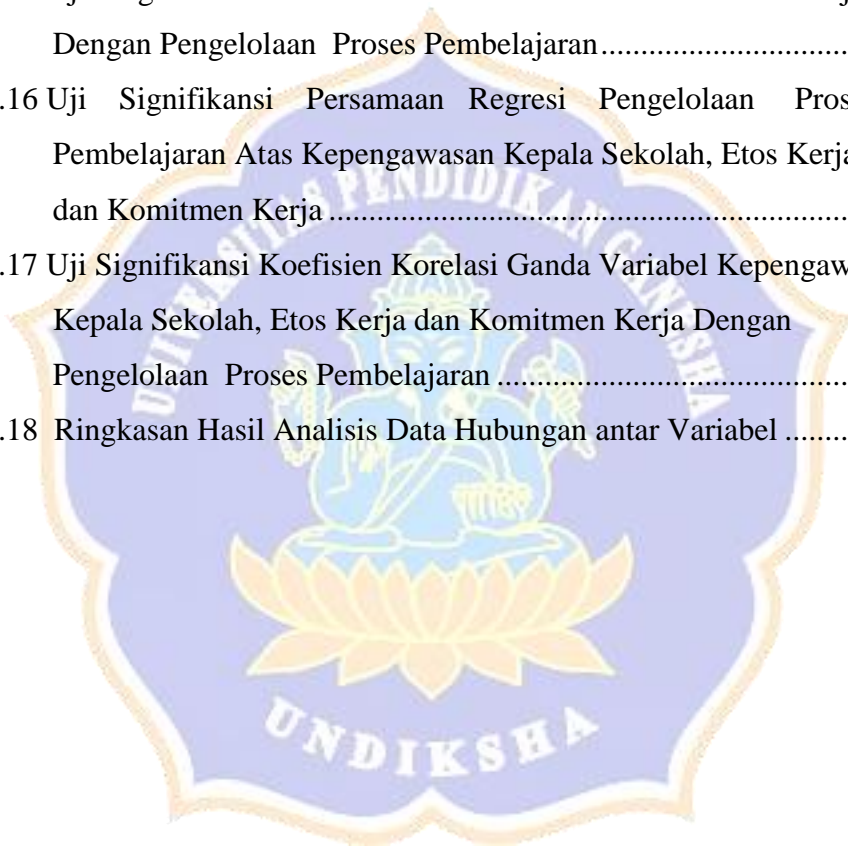 Dengan Pengelolaan Proses Pembelajaran
.16 Uji Signifikansi Persamaan Regresi Pengelolaan Pros
Pembelajaran Atas Kepengawasan Kepala Sekolah, Etos Kerja
dan Komitmen Kerja
.17 Uji Signifikansi Koefisien Korelasi Ganda Variabel Kepengaw
Kepala Sekolah, Etos Kerja dan Komitmen Kerja Dengan
Pengelolaan Proses Pembelajaran
.18 Ringkasan Hasil Analisis Data Hubungan antar Variabel
UNIVERSITAS PENDIDIKAN GANESHA
UNDIKSHA